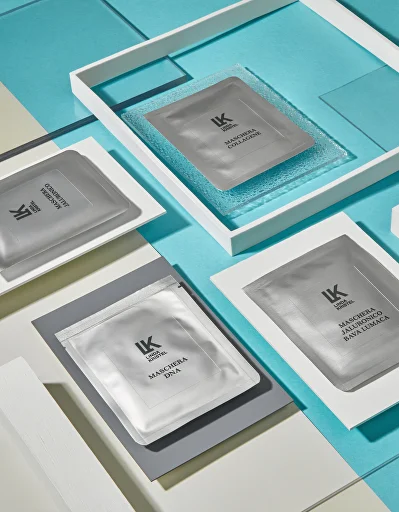 LK
LINDA
KRISTEL
MASCHERA
COLLAGENE
LK
LINDA
KRISTEL
MASCHERA
JALURONICO
LK
LINDA
KRISTEL
MASCHERA
DNA
LK
LINDA
KRISTEL
MASCHERA
JALURONICO
BAVA LUMACA